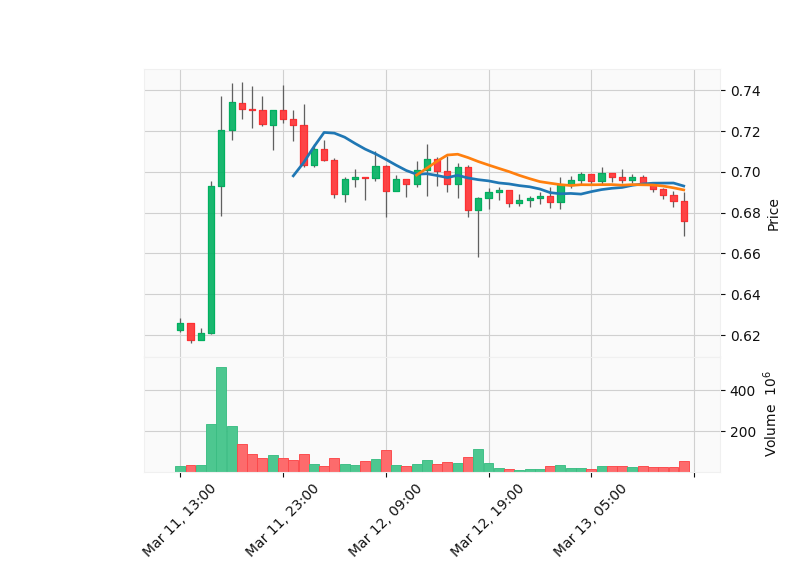 0.74
0.72
0.70
0.68
0.66
0.64
0.62
Price
400
200
Volume 10^6
Mar 11, 13:00
Mar 11, 23:00
Mar 12, 09:00
Mar 12, 19:00
Mar 13, 05:00